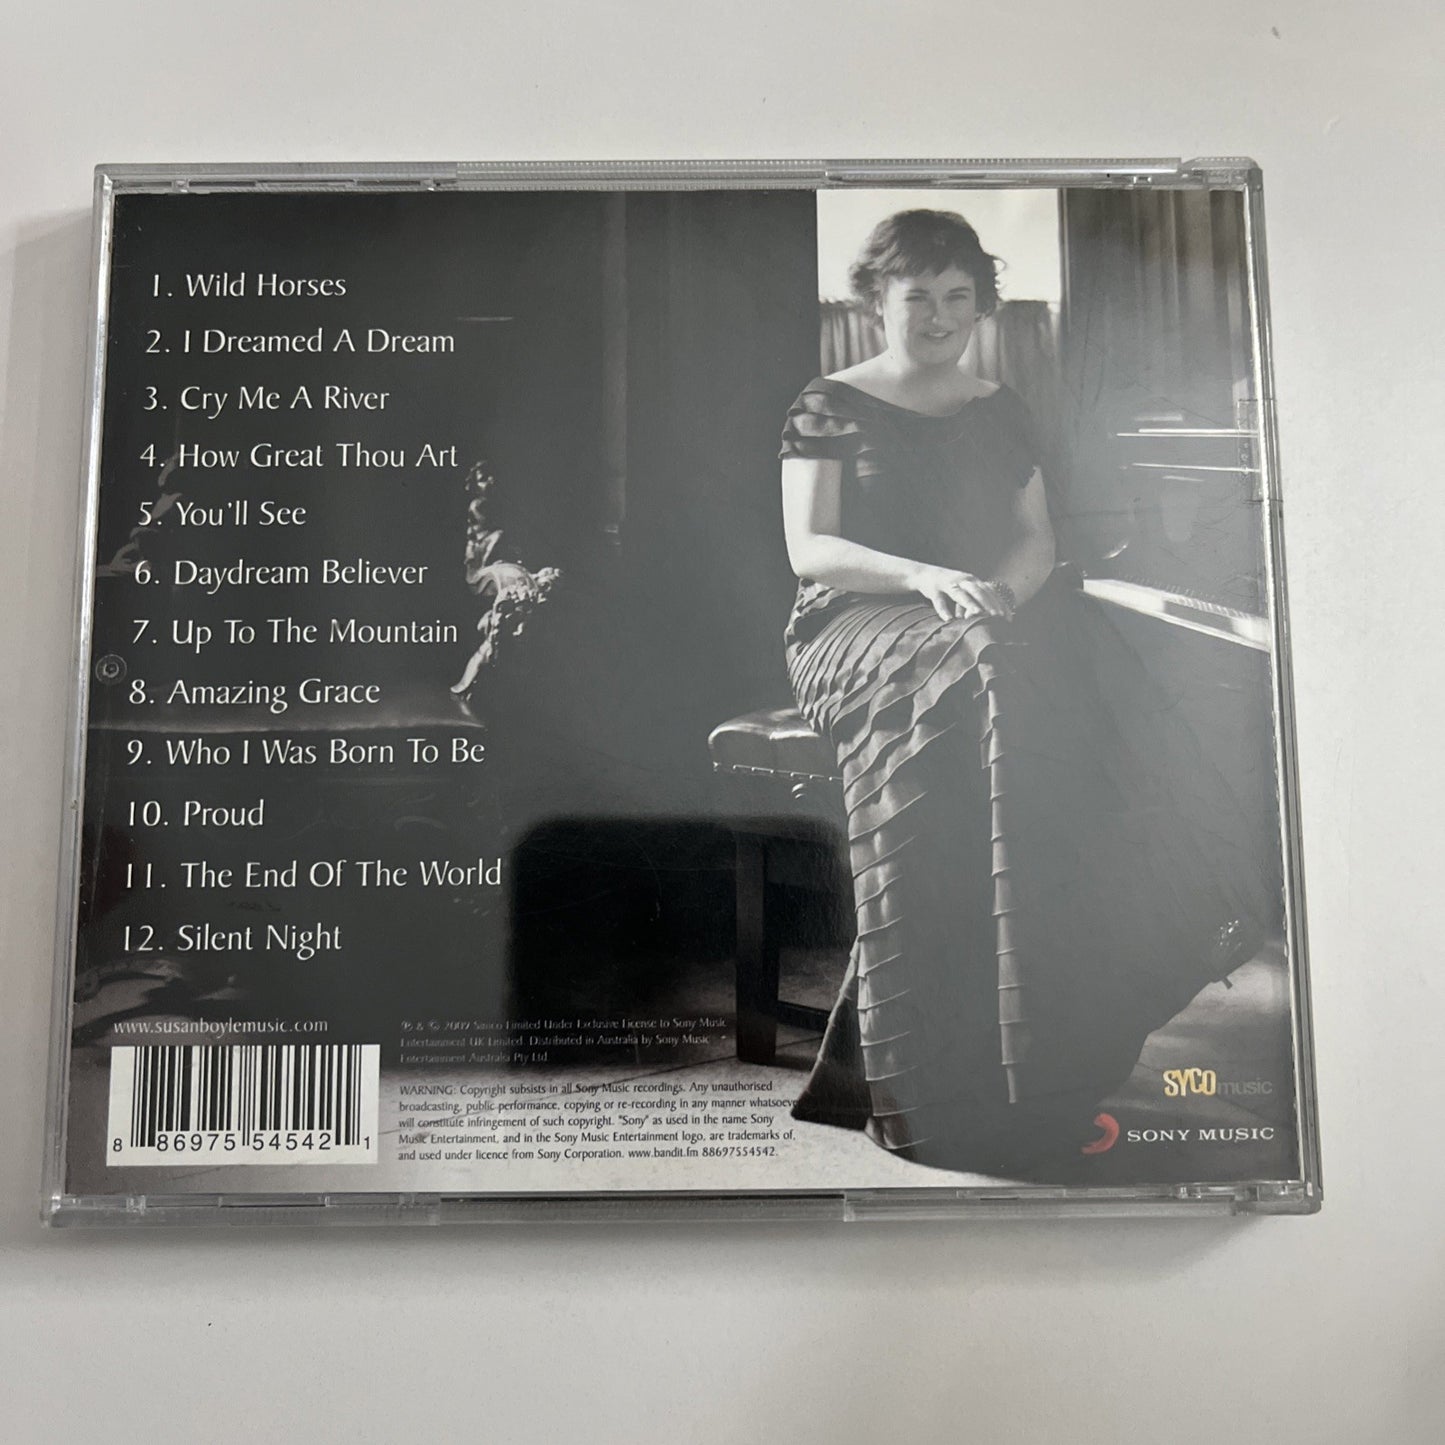 1. Wild Horses
2. I Dreamed A Dream
3. Cry Me A River
4. How Great Thou Art
5. You'll See
6. Daydream Believer
7. Up To The Mountain
8. Amazing Grace
9. Who I Was Born To Be
10. Proud
11. The End Of The World
12. Silent Night
www.susanboylemusic.com
8 86975 54542 1
℗ & © 2009 Simco Limited Under Exclusive License to Sony Music
Entertainment UK Limited. Distributed in Australia by Sony Music
Entertainment Australia Pty Ltd
WARNING: Copyright subsists in all Sony Music recordings. Any unauthorised
broadcasting, public performance, copying or re-recording in any manner whatsoever
will constitute infringement of such copyright. "Sony" as used in the name Sony
Music Entertainment, and in the Sony Music Entertainment logo, are trademarks of,
and used under licence from Sony Corporation. www.bandit.fm 88697554542.
SYCOmusic
SONY MUSIC